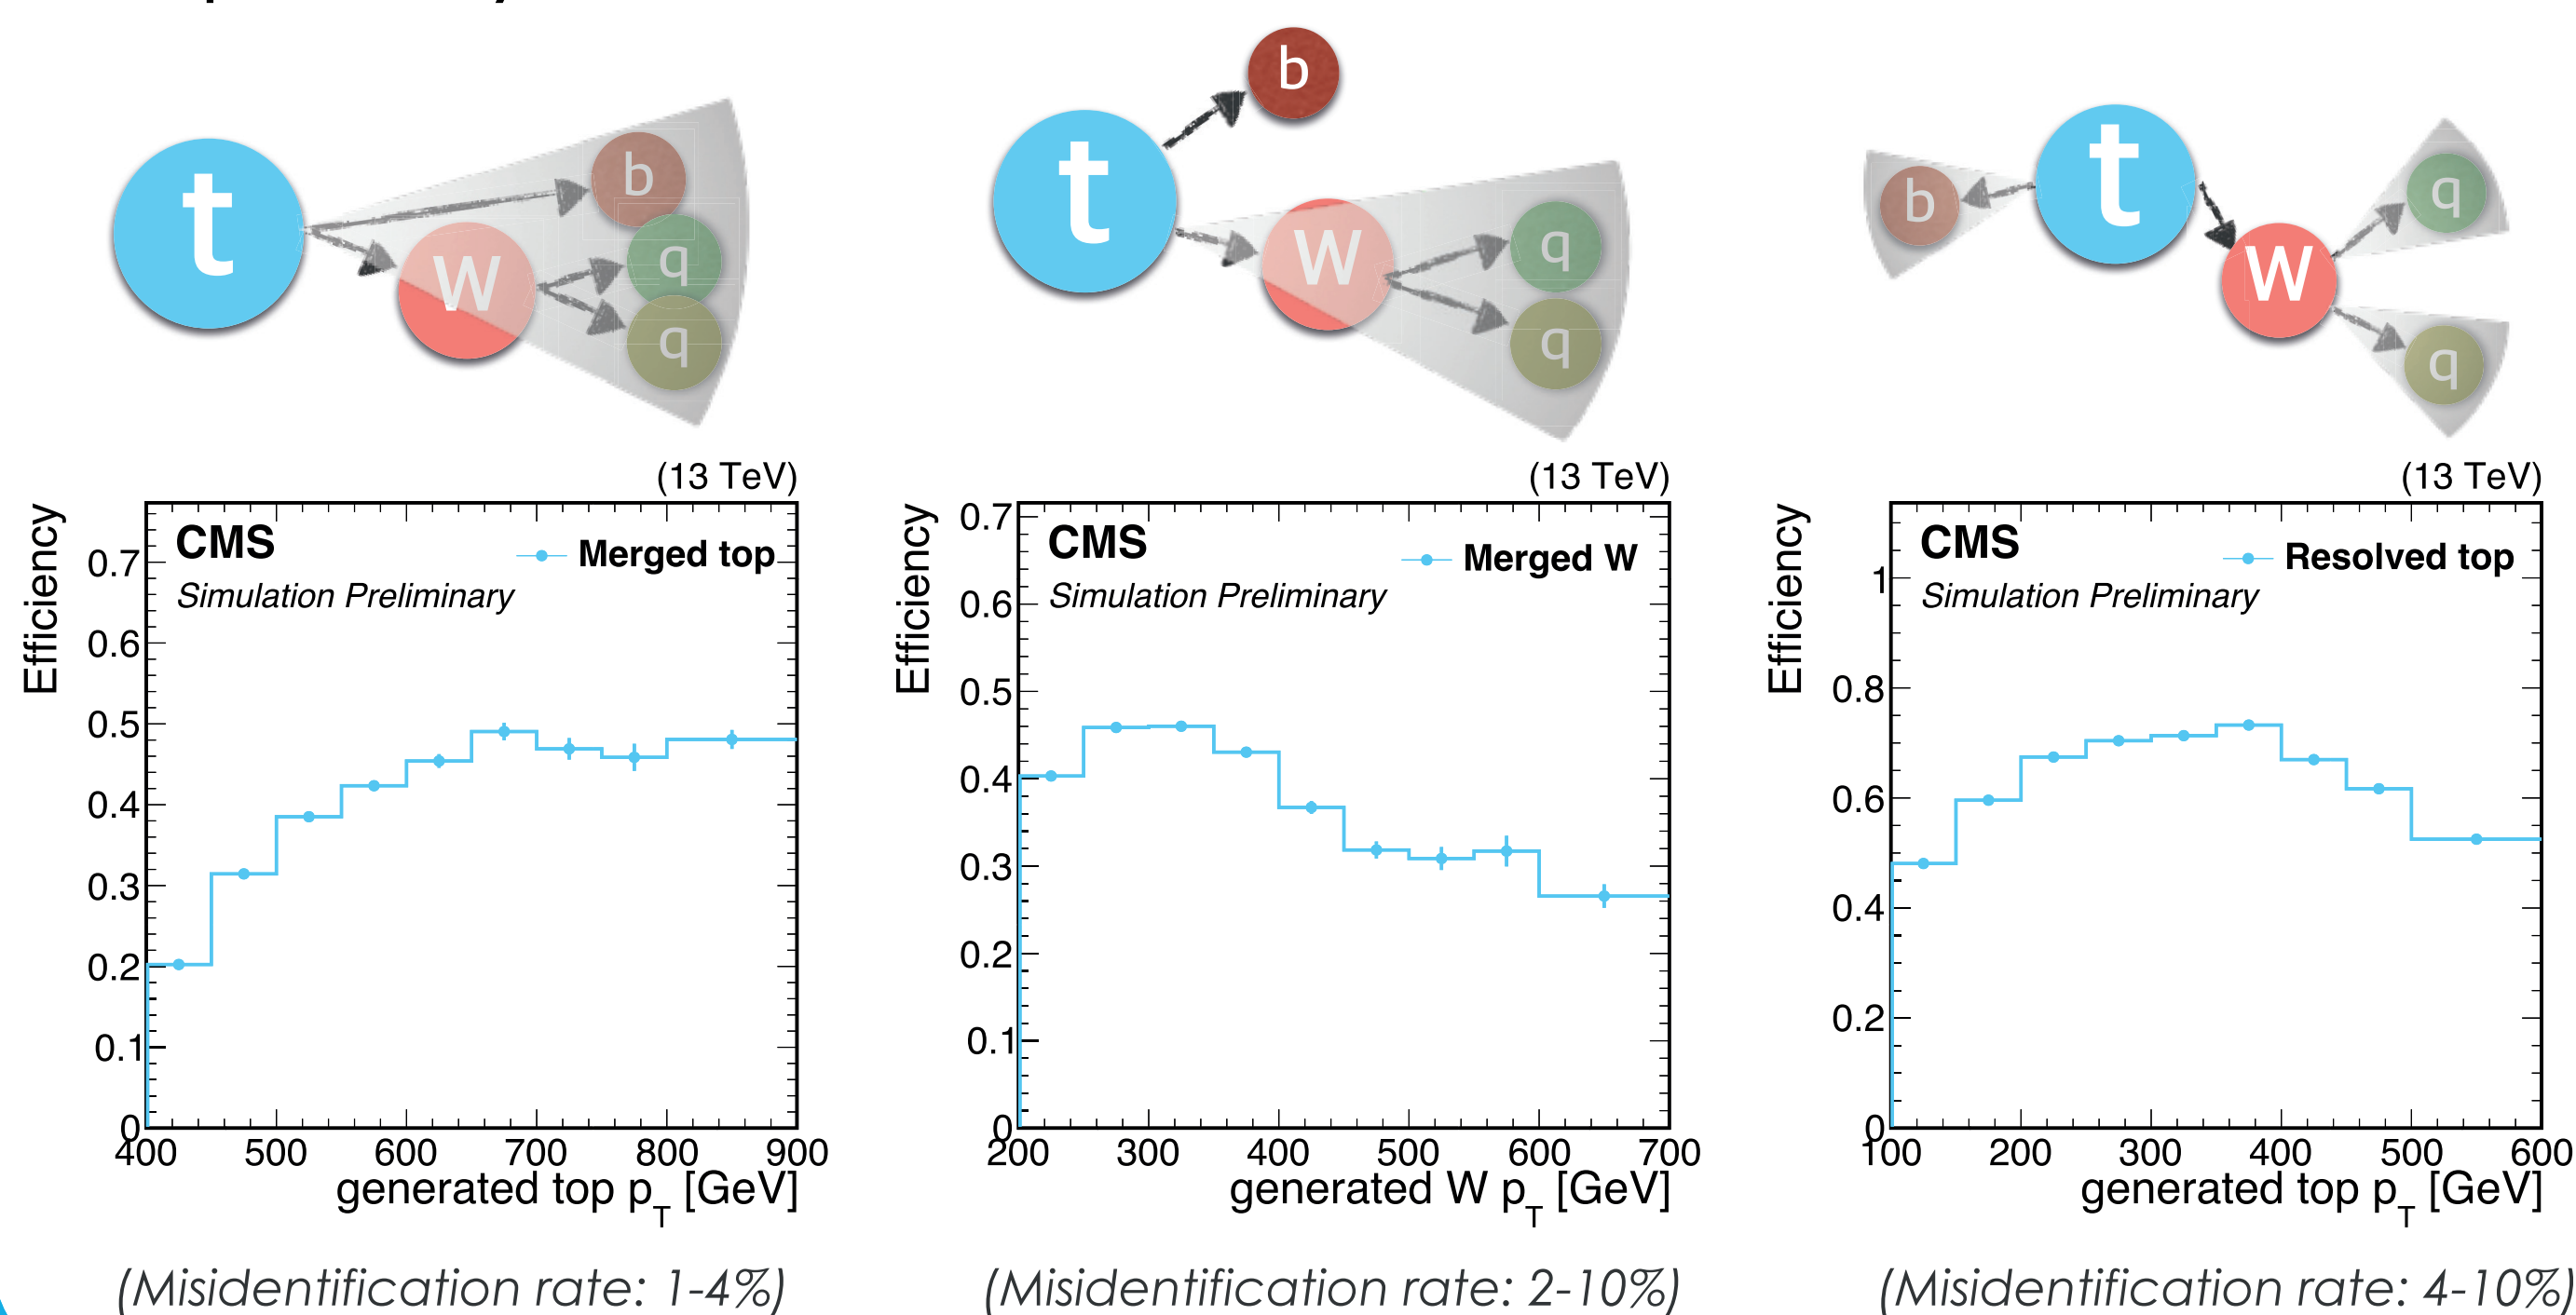 b
t
b
W
q
q
b
t
W
q
q
b
t
W
q
q
(13 TeV)
CMS
Simulation Preliminary
Merged top
Efficiency
0.7
0.6
0.5
0.4
0.3
0.2
0.1
0
400 500 600 700 800 900
generated top pT [GeV]
(Misidentification rate: 1-4%)
(13 TeV)
CMS
Simulation Preliminary
Merged W
Efficiency
0.7
0.6
0.5
0.4
0.3
0.2
0.1
0
200 300 400 500 600 700
generated W pT [GeV]
(Misidentification rate: 2-10%)
(13 TeV)
CMS
Simulation Preliminary
Resolved top
Efficiency
1
0.8
0.6
0.4
0.2
0
100 200 300 400 500 600
generated top pT [GeV]
(Misidentification rate: 4-10%)